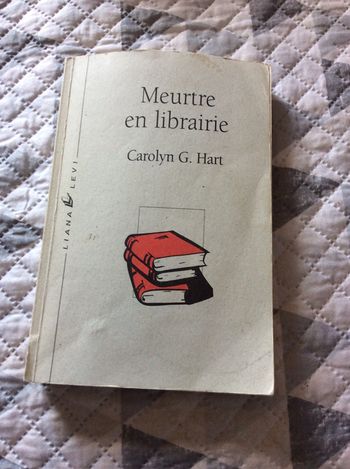 Meurtre
en librairie
Carolyn G. Hart
LIANA LEVI